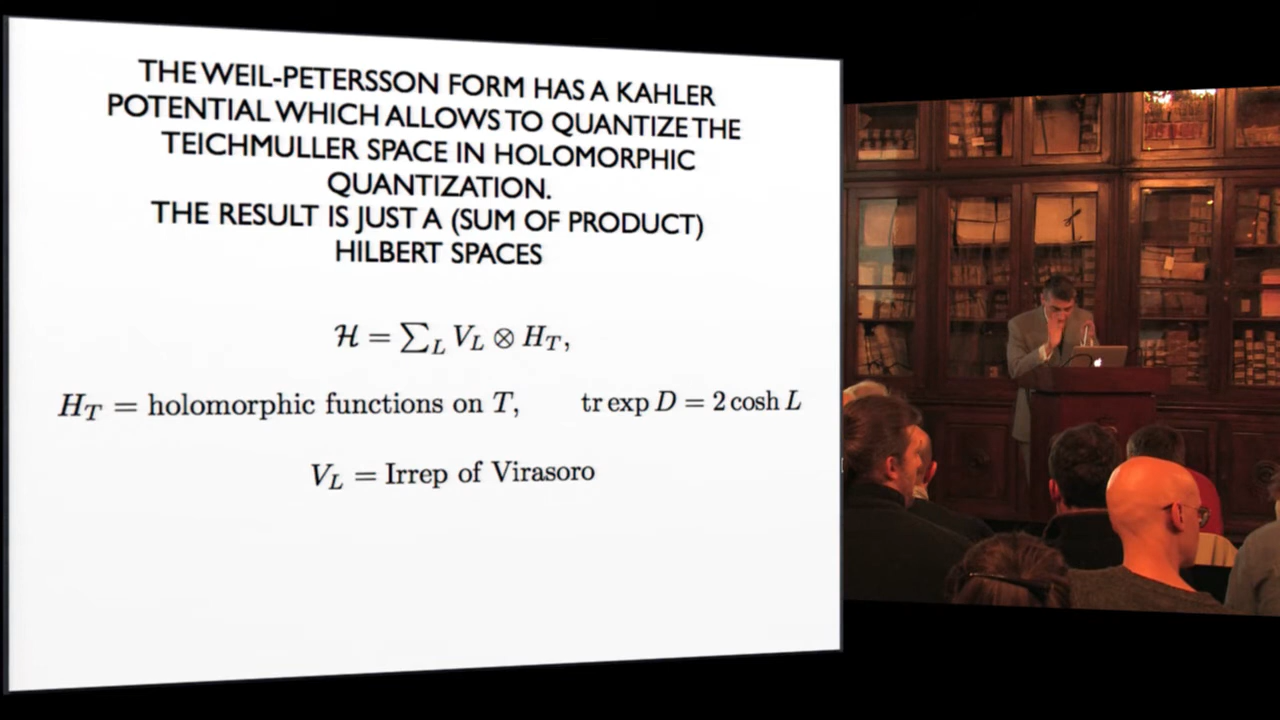 THE WEIL-PETERSSON FORM HAS A KAHLER
POTENTIAL WHICH ALLOWS TO QUANTIZE THE
TEICHMULLER SPACE IN HOLOMORPHIC
QUANTIZATION.
THE RESULT IS JUST A (SUM OF PRODUCT)
HILBERT SPACES
ℋ = ∑_L V_L ⊗ H_T,
H_T = holomorphic functions on T, tr exp D = 2 cosh L
V_L = Irrep of Virasoro